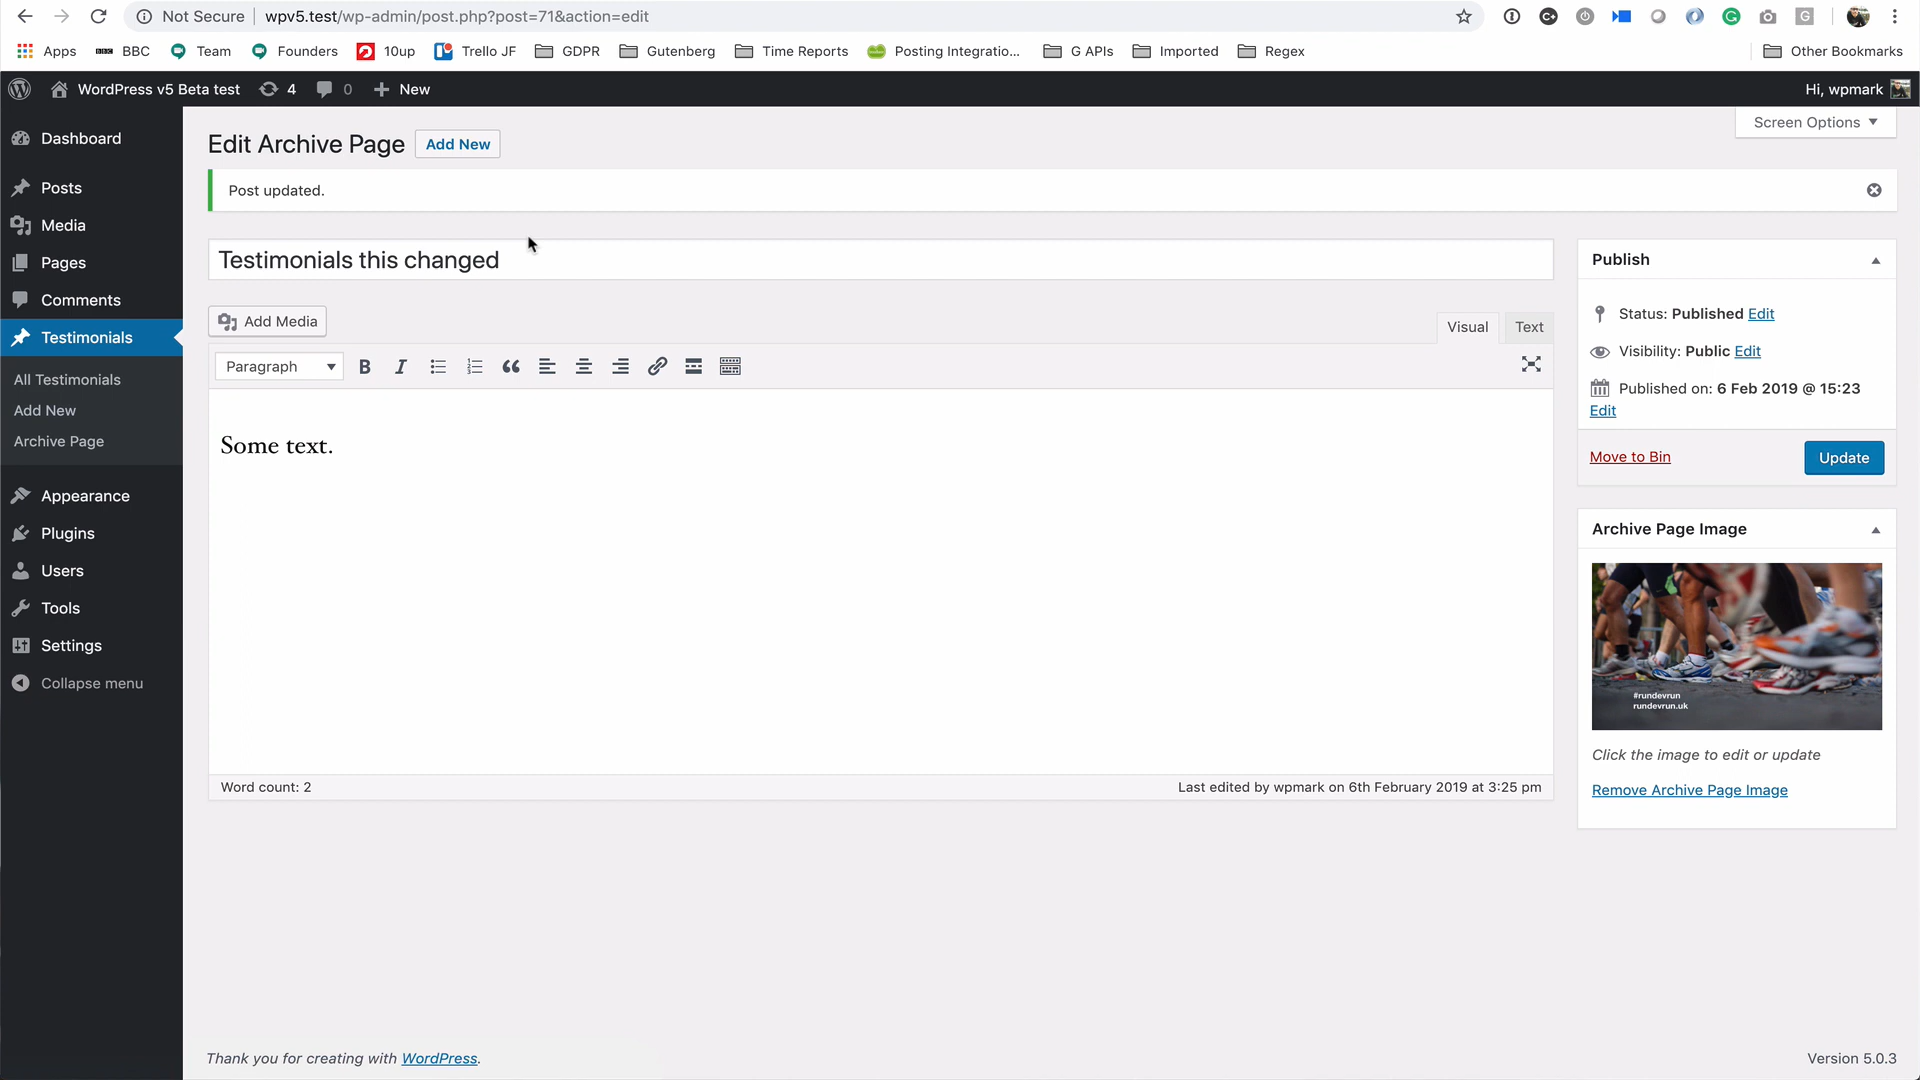 Not Secure | wpv5.test/wp-admin/post.php?post=71&action=edit
Apps BBC Team Founders 10up Trello JF GDPR Gutenberg Time Reports Posting Integratio... G APIs Imported Regex Other Bookmarks
WordPress v5 Beta test 4 0 New Hi, wpmark
Screen Options
Dashboard
Posts
Media
Pages
Comments
Testimonials
All Testimonials
Add New
Archive Page
Appearance
Plugins
Users
Tools
Settings
Collapse menu
Edit Archive Page Add New
Post updated.
Testimonials this changed
Add Media
Visual Text
Paragraph
Some text.
Word count: 2 Last edited by wpmark on 6th February 2019 at 3:25 pm
Publish
Status: Published Edit
Visibility: Public Edit
Published on: 6 Feb 2019 @ 15:23
Edit
Move to Bin Update
Archive Page Image
#rundevrun
rundevrun.uk
Click the image to edit or update
Remove Archive Page Image
Thank you for creating with WordPress. Version 5.0.3